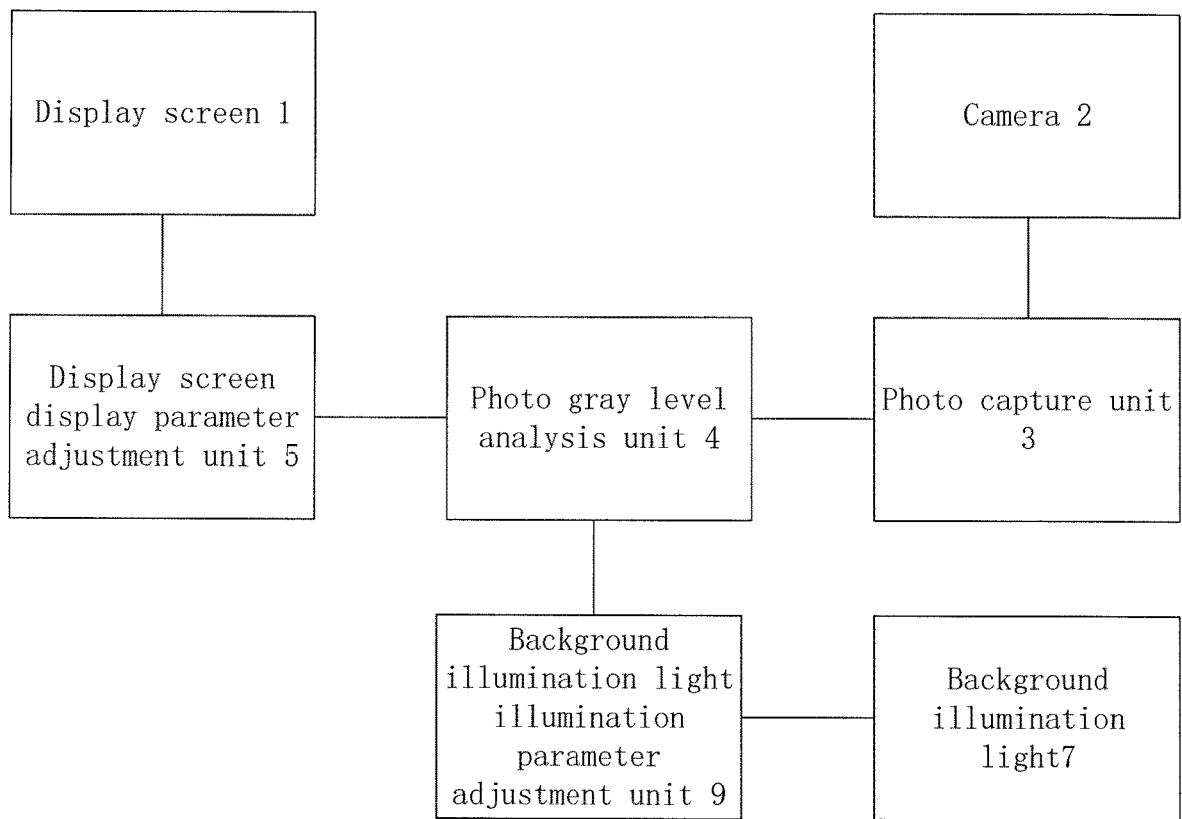 Display screen 1
Camera 2
Display screen
display parameter
adjustment unit 5
Photo gray level
analysis unit 4
Photo capture unit
3
Background
illumination light
illumination
parameter
adjustment unit 9
Background
illumination
light7